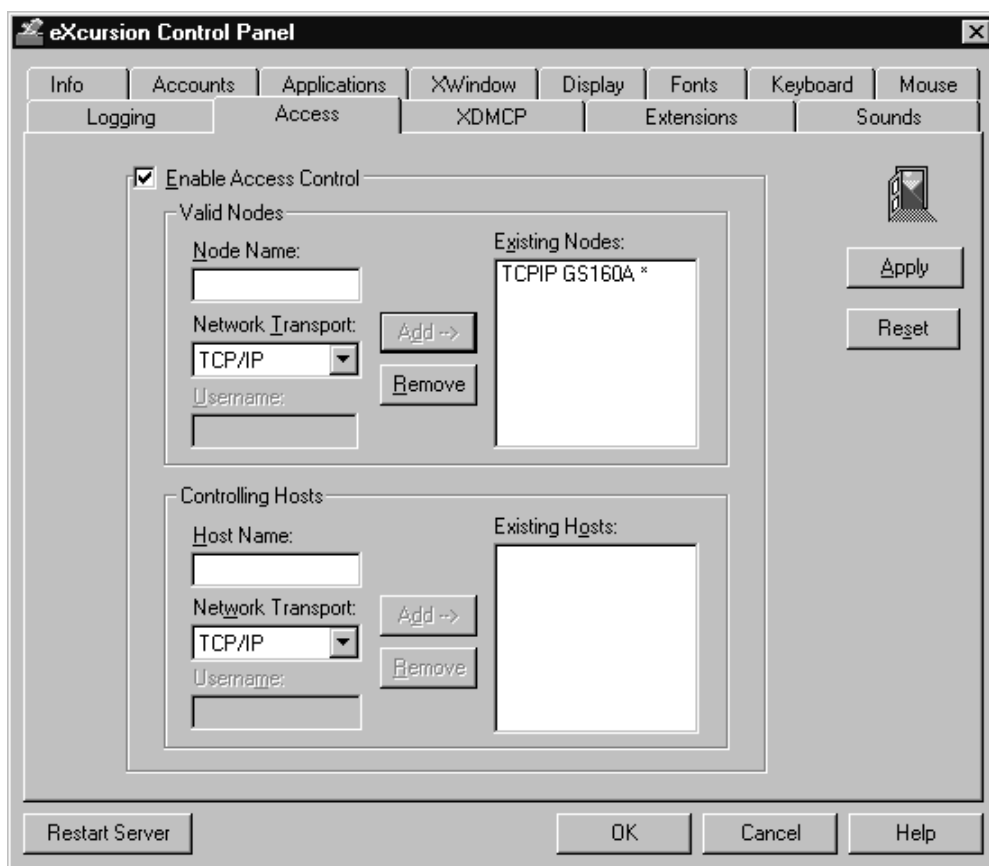 eXcursion Control Panel
Info Accounts Applications XWindow Display Fonts Keyboard Mouse
Logging Access XDMCP Extensions Sounds
Enable Access Control
Valid Nodes
Node Name:
Existing Nodes:
TCPIP GS160A *
Network Transport:
TCP/IP
Add -->
Remove
Username:
Apply
Reset
Controlling Hosts
Host Name:
Existing Hosts:
Network Transport:
TCP/IP
Add -->
Remove
Username:
Restart Server OK Cancel Help